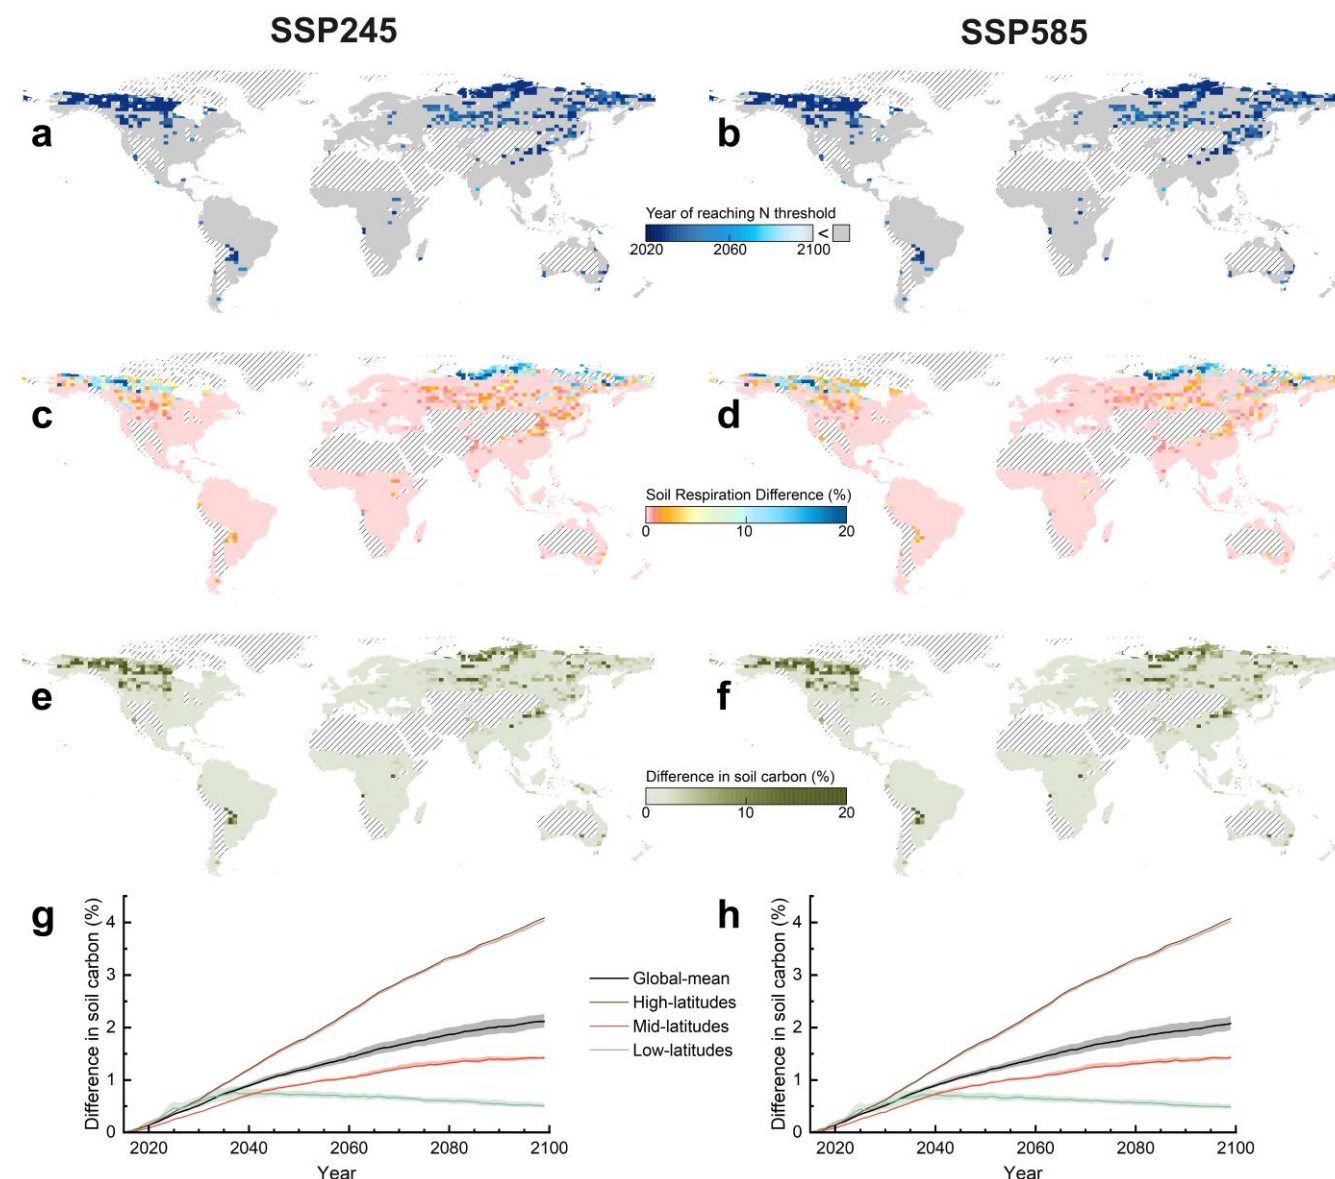 SSP245
SSP585
a
b
Year of reaching N threshold
<
2020 2060 2100
c
d
Soil Respiration Difference (%)
0 10 20
e
f
Difference in soil carbon (%)
0 10 20
g
h
Difference in soil carbon (%)
4
3
2
1
0
2020 2040 2060 2080 2100
Year
Global-mean
High-latitudes
Mid-latitudes
Low-latitudes
Difference in soil carbon (%)
4
3
2
1
0
2020 2040 2060 2080 2100
Year